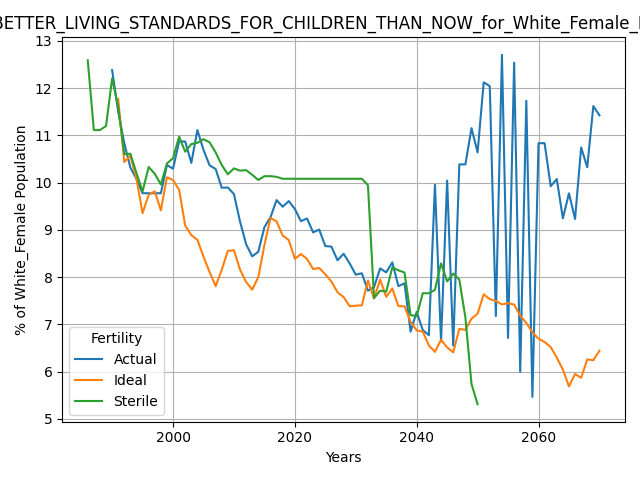 BETTER_LIVING_STANDARDS_FOR_CHILDREN_THAN_NOW_for_White_Female_
% of White_Female Population
13
12
11
10
9
8
7
6
5
Fertility
Actual
Ideal
Sterile
2000
2020
2040
2060
Years